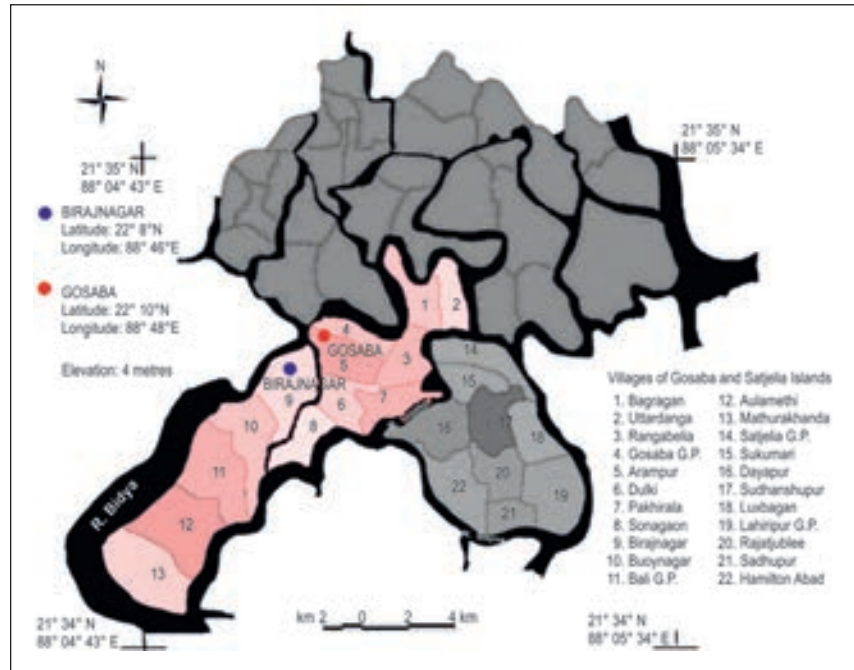 N
21° 35" N
88° 04' 43" E
21° 35" N
88° 05' 34" E
BIRAJNAGAR
Latitude: 22° 8"N
Longitude: 88° 46"E
GOSABA
Latitude: 22° 10"N
Longitude: 88° 48"E
Elevation: 4 metres
1
2
4
GOSABA
5
3
14
15
BIRAJNAGAR
9
6
7
8
10
11
12
13
R. Bidya
16
17
18
20
22
19
21
Villages of Gosaba and Satjelia Islands
1. Bagragan
2. Uttardanga
3. Rangabelia
4. Gosaba G.P.
5. Arampur
6. Dulki
7. Pakhirala
8. Sonagaon
9. Birajnagar
10. Buoynagar
11. Bali G.P.
12. Aulamethi
13. Mathurakhanda
14. Satjelia G.P.
15. Sukumari
16. Dayapur
17. Sudhanshupur
18. Luxbagan
19. Lahiripur G.P.
20. Rajatjublee
21. Sadhupur
22. Hamilton Abad
km 2 0 2 4 km
21° 34" N
88° 04' 43" E
21° 34" N
88° 05' 34" E